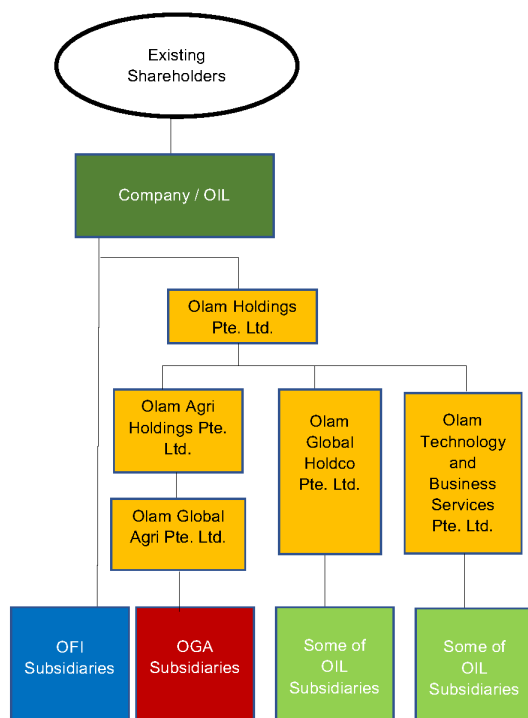 Existing
Shareholders
Company / OIL
Olam Holdings
Pte. Ltd.
Olam Agri
Holdings Pte.
Ltd.
Olam Global
Agri Pte. Ltd.
Olam
Global
Holdco
Pte. Ltd.
Olam
Technology
and
Business
Services
Pte. Ltd.
OFI
Subsidiaries
OGA
Subsidiaries
Some of
OIL
Subsidiaries
Some of
OIL
Subsidiaries